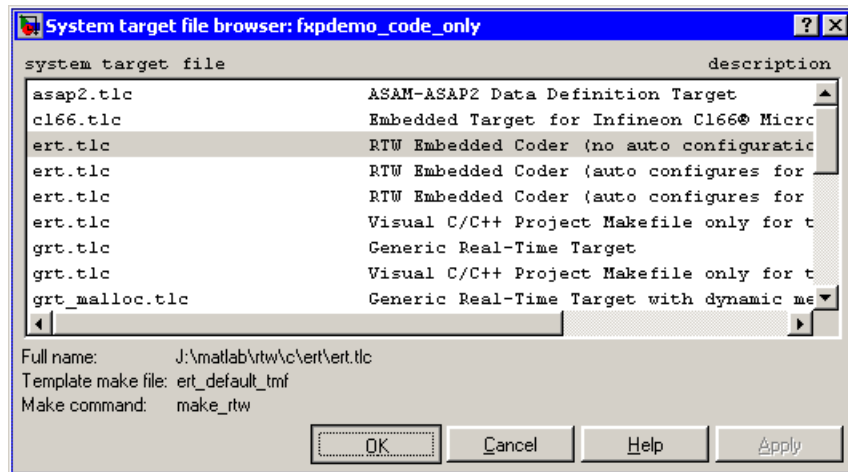 System target file browser: fxpdemo_code_only
system target file description
asap2.tlc ASAM-ASAP2 Data Definition Target
c166.tlc Embedded Target for Infineon C166® Micro
ert.tlc RTW Embedded Coder (no auto configuratio
ert.tlc RTW Embedded Coder (auto configures for
ert.tlc RTW Embedded Coder (auto configures for
ert.tlc Visual C/C++ Project Makefile only for t
grt.tlc Generic Real-Time Target
grt.tlc Visual C/C++ Project Makefile only for t
grt_malloc.tlc Generic Real-Time Target with dynamic me
Full name: J:\matlab\rtw\c\ert\ert.tlc
Template make file: ert_default_tmf
Make command: make_rtw
OK Cancel Help Apply